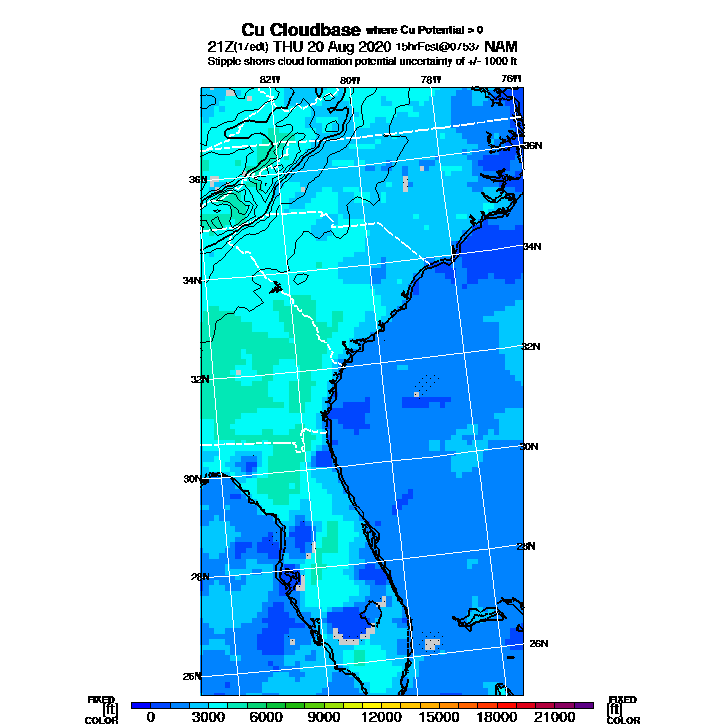 Cu Cloudbase where Cu Potential > 0
21Z(17edt) THU 20 Aug 2020 15hrFcst@0753z NAM
Stipple shows cloud formation potential uncertainty of +/- 1000 ft
82W 80W 78W 76W
36N
36N
34N
34N
32N
32N
30N
30N
28N
28N
26N
26N
FIXED FIXED
[ft] [ft]
COLOR COLOR
0 3000 6000 9000 12000 15000 18000 21000